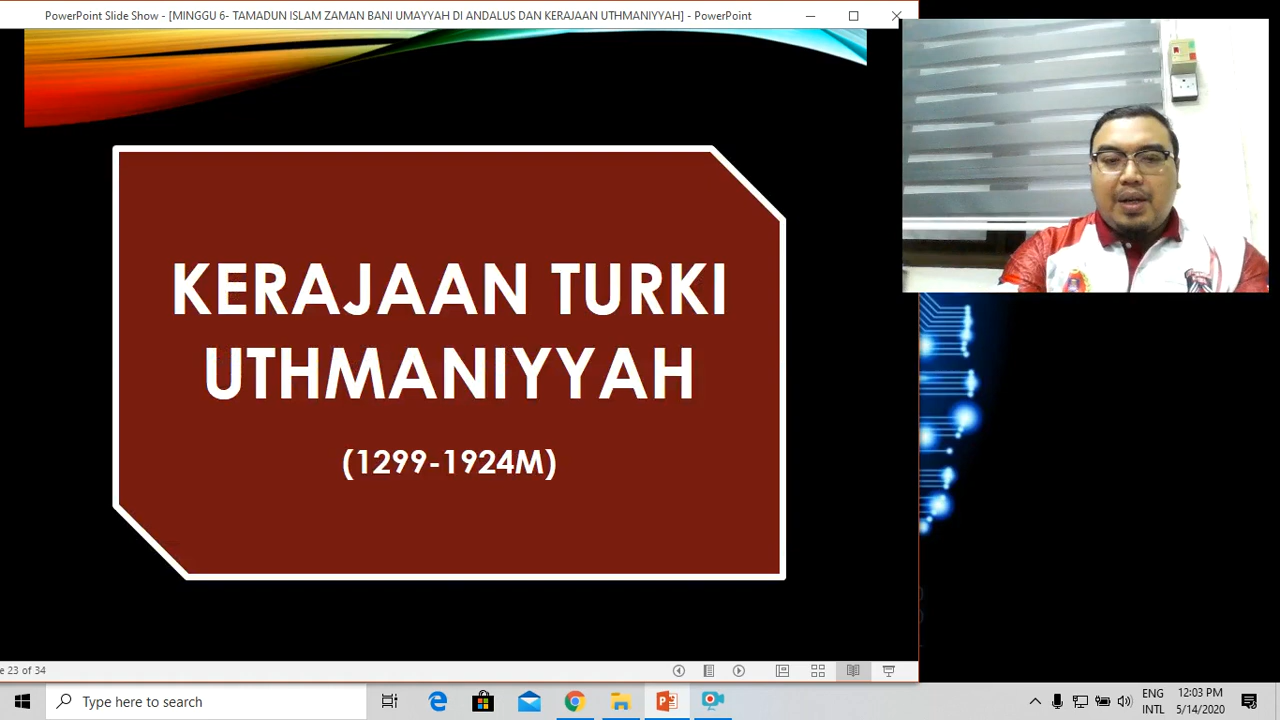 PowerPoint Slide Show - [MINGGU 6- TAMADUN ISLAM ZAMAN BANI UMAYYAH DI ANDALUS DAN KERAJAAN UTHMANIYYAH] - PowerPoint
KERAJAAN TURKI
UTHMANIYYAH
(1299-1924M)
23 of 34
Type here to search
ENG
INTL
12:03 PM
5/14/2020